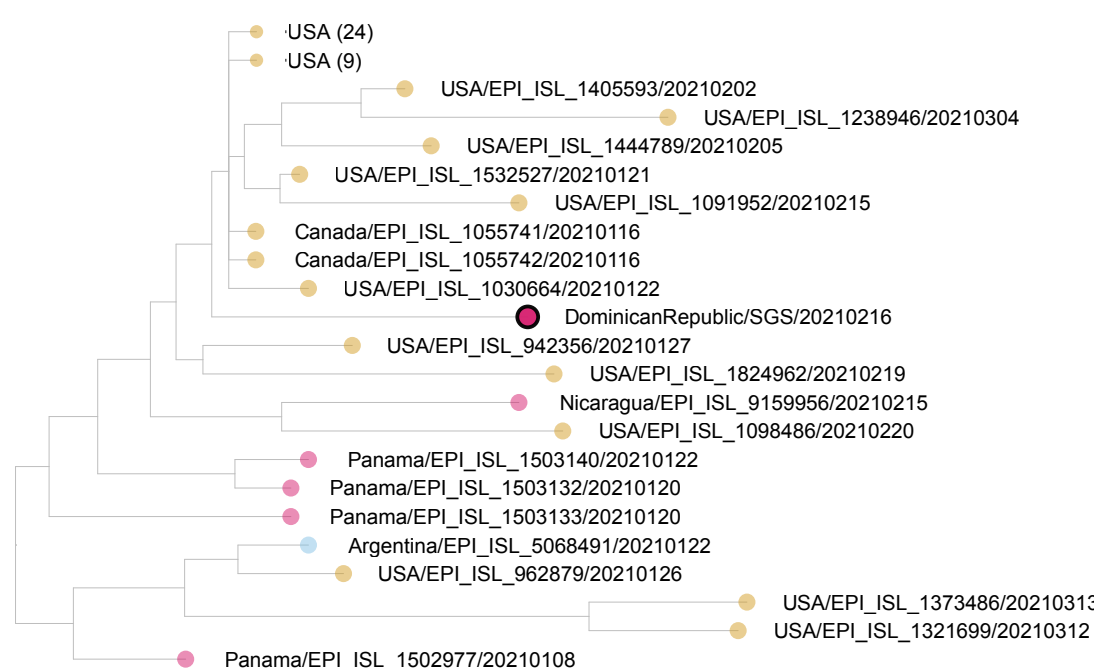 USA (24)
USA (9)
USA/EPI_ISL_1405593/20210202
USA/EPI_ISL_1238946/20210304
USA/EPI_ISL_1444789/20210205
USA/EPI_ISL_1532527/20210121
USA/EPI_ISL_1091952/20210215
Canada/EPI_ISL_1055741/20210116
Canada/EPI_ISL_1055742/20210116
USA/EPI_ISL_1030664/20210122
DominicanRepublic/SGS/20210216
USA/EPI_ISL_942356/20210127
USA/EPI_ISL_1824962/20210219
Nicaragua/EPI_ISL_9159956/20210215
USA/EPI_ISL_1098486/20210220
Panama/EPI_ISL_1503140/20210122
Panama/EPI_ISL_1503132/20210120
Panama/EPI_ISL_1503133/20210120
Argentina/EPI_ISL_5068491/20210122
USA/EPI_ISL_962879/20210126
USA/EPI_ISL_1373486/20210313
USA/EPI_ISL_1321699/20210312
Panama/EPI_ISL_1502977/20210108